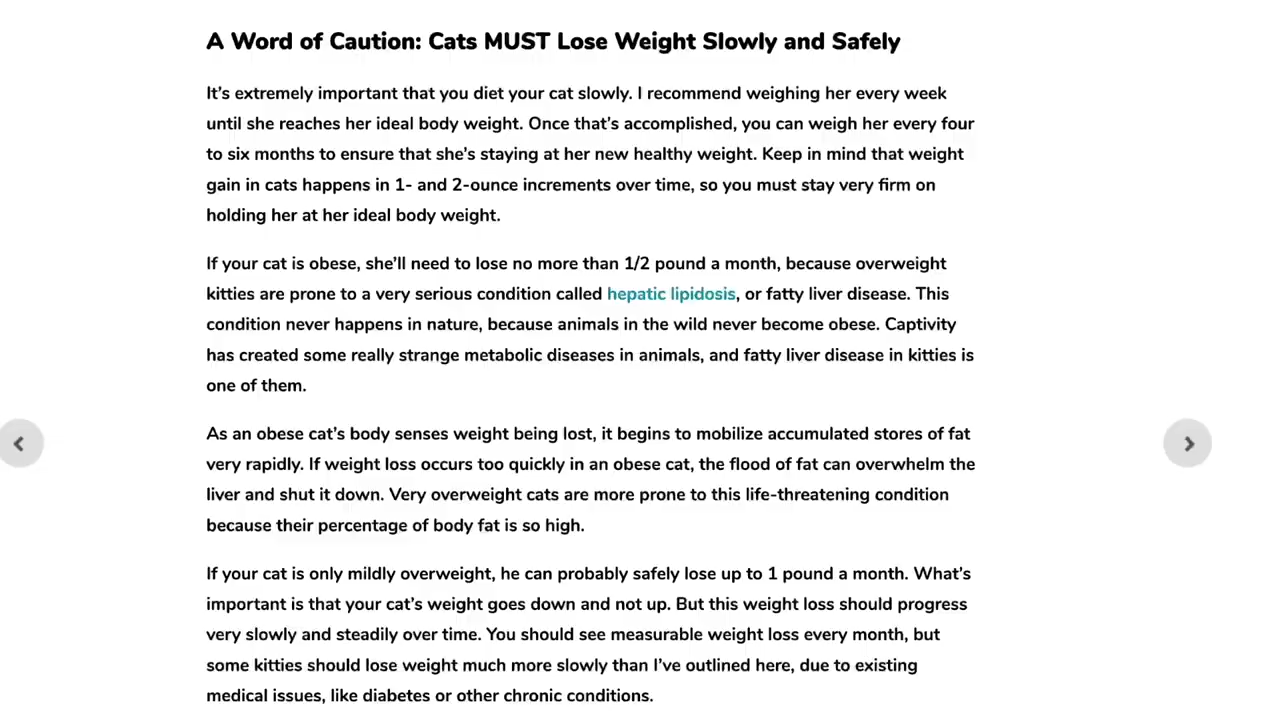 A Word of Caution: Cats MUST Lose Weight Slowly and Safely
It's extremely important that you diet your cat slowly. I recommend weighing her every week
until she reaches her ideal body weight. Once that's accomplished, you can weigh her every four
to six months to ensure that she's staying at her new healthy weight. Keep in mind that weight
gain in cats happens in 1- and 2-ounce increments over time, so you must stay very firm on
holding her at her ideal body weight.
If your cat is obese, she'll need to lose no more than 1/2 pound a month, because overweight
kitties are prone to a very serious condition called hepatic lipidosis, or fatty liver disease. This
condition never happens in nature, because animals in the wild never become obese. Captivity
has created some really strange metabolic diseases in animals, and fatty liver disease in kitties is
one of them.
As an obese cat's body senses weight being lost, it begins to mobilize accumulated stores of fat
very rapidly. If weight loss occurs too quickly in an obese cat, the flood of fat can overwhelm the
liver and shut it down. Very overweight cats are more prone to this life-threatening condition
because their percentage of body fat is so high.
If your cat is only mildly overweight, he can probably safely lose up to 1 pound a month. What's
important is that your cat's weight goes down and not up. But this weight loss should progress
very slowly and steadily over time. You should see measurable weight loss every month, but
some kitties should lose weight much more slowly than I've outlined here, due to existing
medical issues, like diabetes or other chronic conditions.